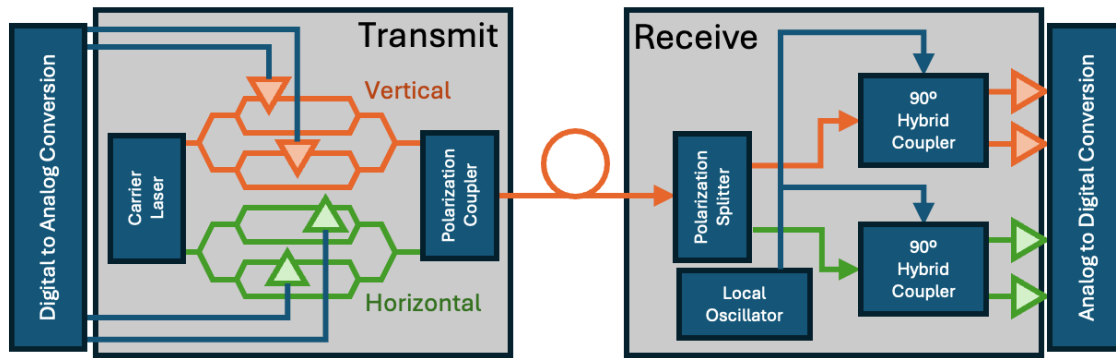 Digital to Analog Conversion
Transmit
Vertical
Carrier
Laser
Polarization
Coupler
Horizontal
Receive
Polarization
Splitter
Local
Oscillator
90º
Hybrid
Coupler
90º
Hybrid
Coupler
Analog to Digital Conversion